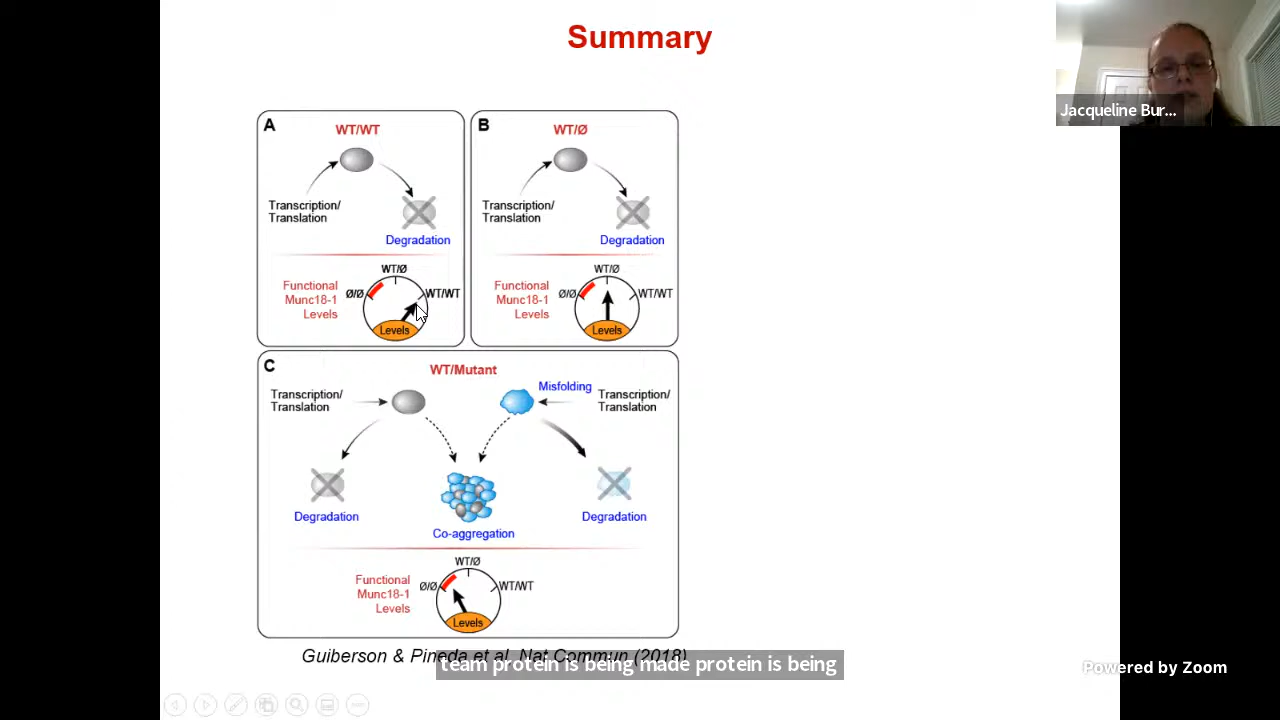 Summary
Jacqueline Bur...
A
WT/WT
Transcription/
Translation
Degradation
Functional
Munc18-1
Levels
WT/Ø
Ø/Ø
WT/WT
Levels
B
WT/Ø
Transcription/
Translation
Degradation
Functional
Munc18-1
Levels
WT/Ø
Ø/Ø
WT/WT
Levels
C
WT/Mutant
Transcription/
Translation
Misfolding
Transcription/
Translation
Degradation
Co-aggregation
Degradation
Functional
Munc18-1
Levels
WT/Ø
Ø/Ø
WT/WT
Levels
Guiberson & Pineda et al. Nat Commun (2018)
team protein is being made protein is being
Powered by Zoom